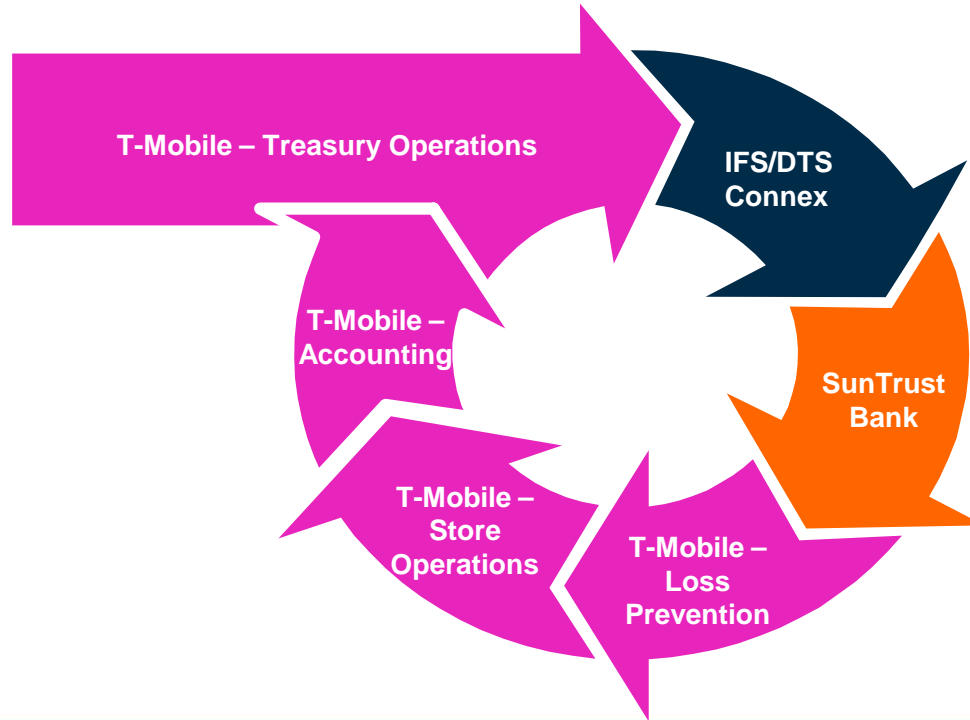 T-Mobile – Treasury Operations
IFS/DTS
Connex
SunTrust
Bank
T-Mobile –
Loss
Prevention
T-Mobile –
Store
Operations
T-Mobile –
Accounting